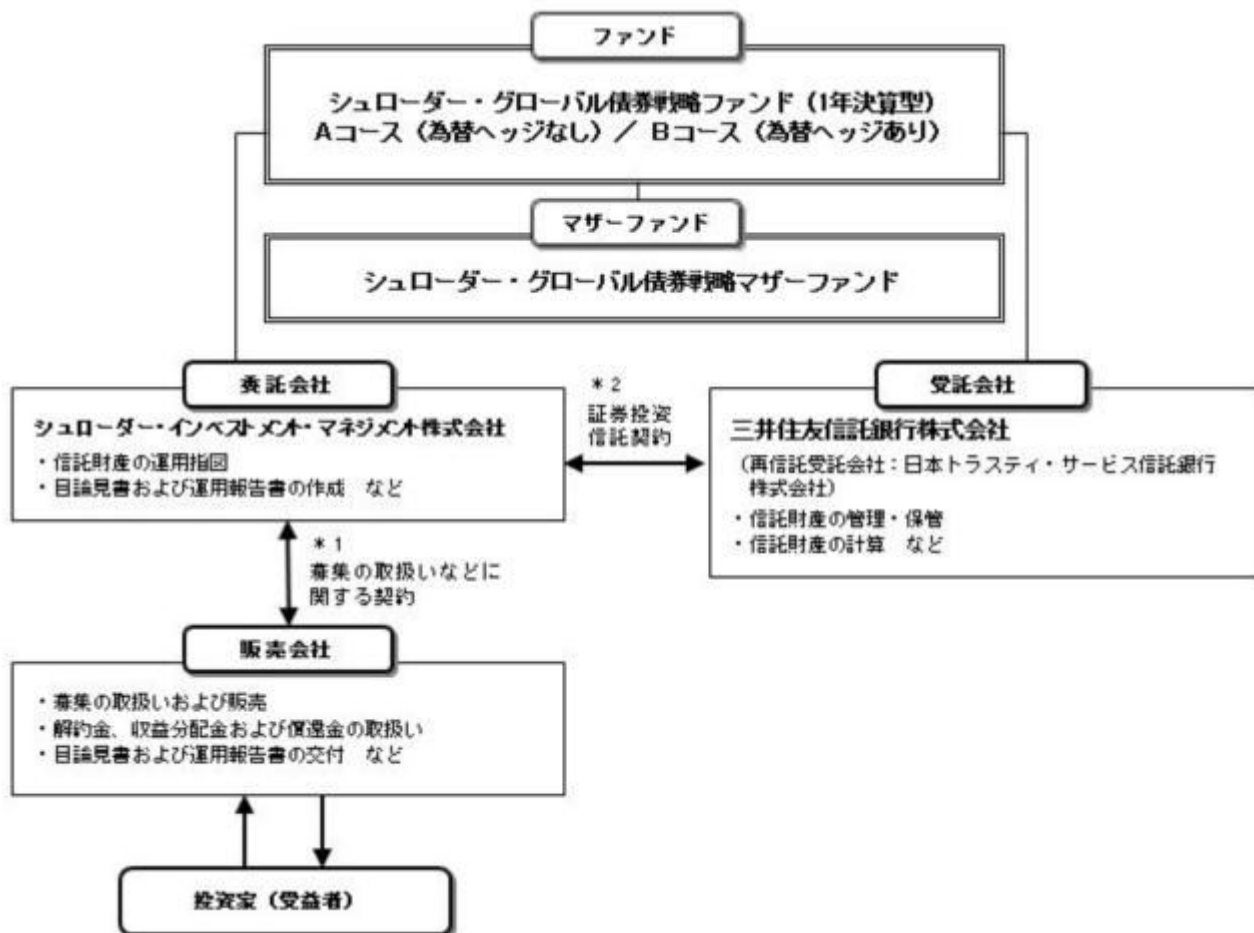 ファンド
シュローダー・グローバル債券戦略ファンド（1年決算型）
Aコース（為替ヘッジなし）／ Bコース（為替ヘッジあり）
マザーファンド
シュローダー・グローバル債券戦略マザーファンド
委託会社
シュローダー・インベストメント・マネジメント株式会社
・信託財産の運用指図
・目論見書および運用報告書の作成　など
＊2
証券投資
信託契約
受託会社
三井住友信託銀行株式会社
（再信託受託会社：日本トラスティ・サービス信託銀行
株式会社）
・信託財産の管理・保管
・信託財産の計算　など
＊1
募集の取扱いなどに
関する契約
販売会社
・募集の取扱いおよび販売
・解約金、収益分配金および償還金の取扱い
・目論見書および運用報告書の交付　など
投資家（受益者）